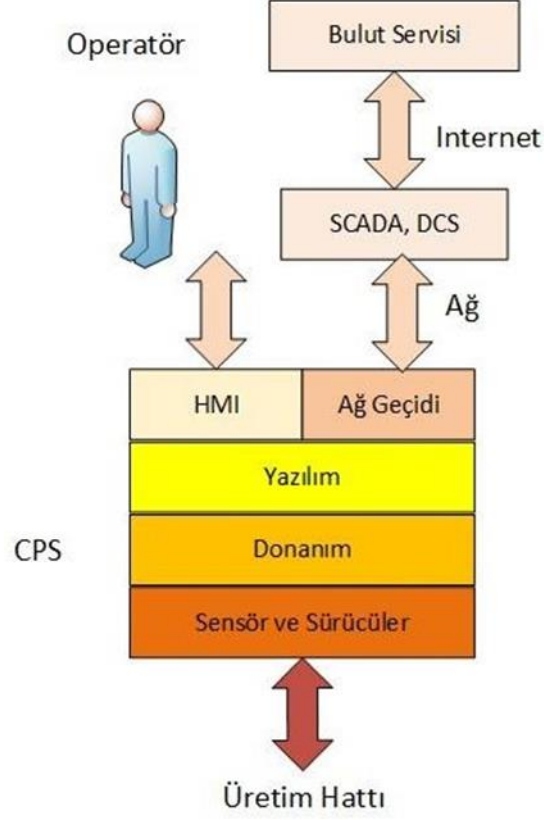 Operatör
Bulut Servisi
Internet
SCADA, DCS
Ağ
HMI
Ağ Geçidi
Yazılım
CPS
Donanım
Sensör ve Sürücüler
Üretim Hattı